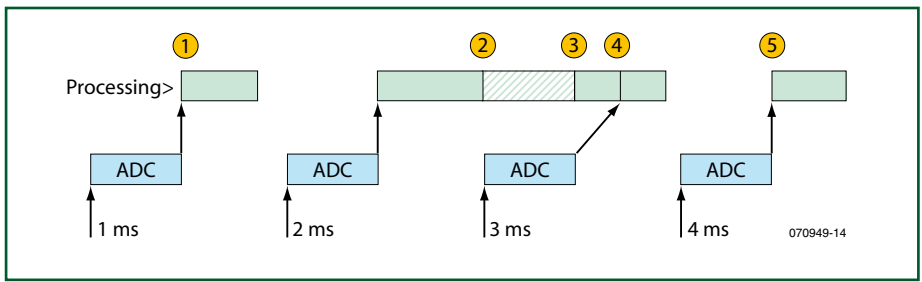 1 2 3 4 5
Processing>
ADC ADC ADC ADC
1 ms 2 ms 3 ms 4 ms
070949-14